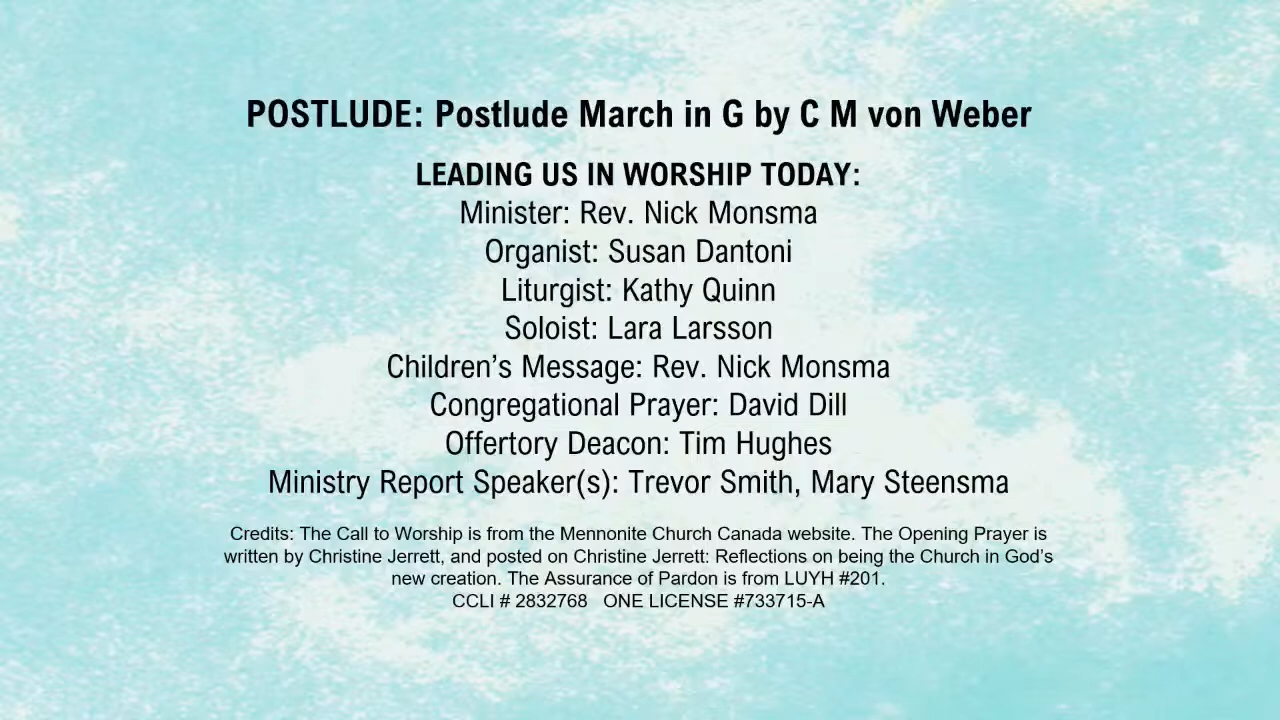 POSTLUDE: Postlude March in G by C M von Weber
LEADING US IN WORSHIP TODAY:
Minister: Rev. Nick Monsma
Organist: Susan Dantoni
Liturgist: Kathy Quinn
Soloist: Lara Larsson
Children’s Message: Rev. Nick Monsma
Congregational Prayer: David Dill
Offertory Deacon: Tim Hughes
Ministry Report Speaker(s): Trevor Smith, Mary Steensma
Credits: The Call to Worship is from the Mennonite Church Canada website. The Opening Prayer is
written by Christine Jerrett, and posted on Christine Jerrett: Reflections on being the Church in God’s
new creation. The Assurance of Pardon is from LUYH #201.
CCLI # 2832768 ONE LICENSE #733715-A